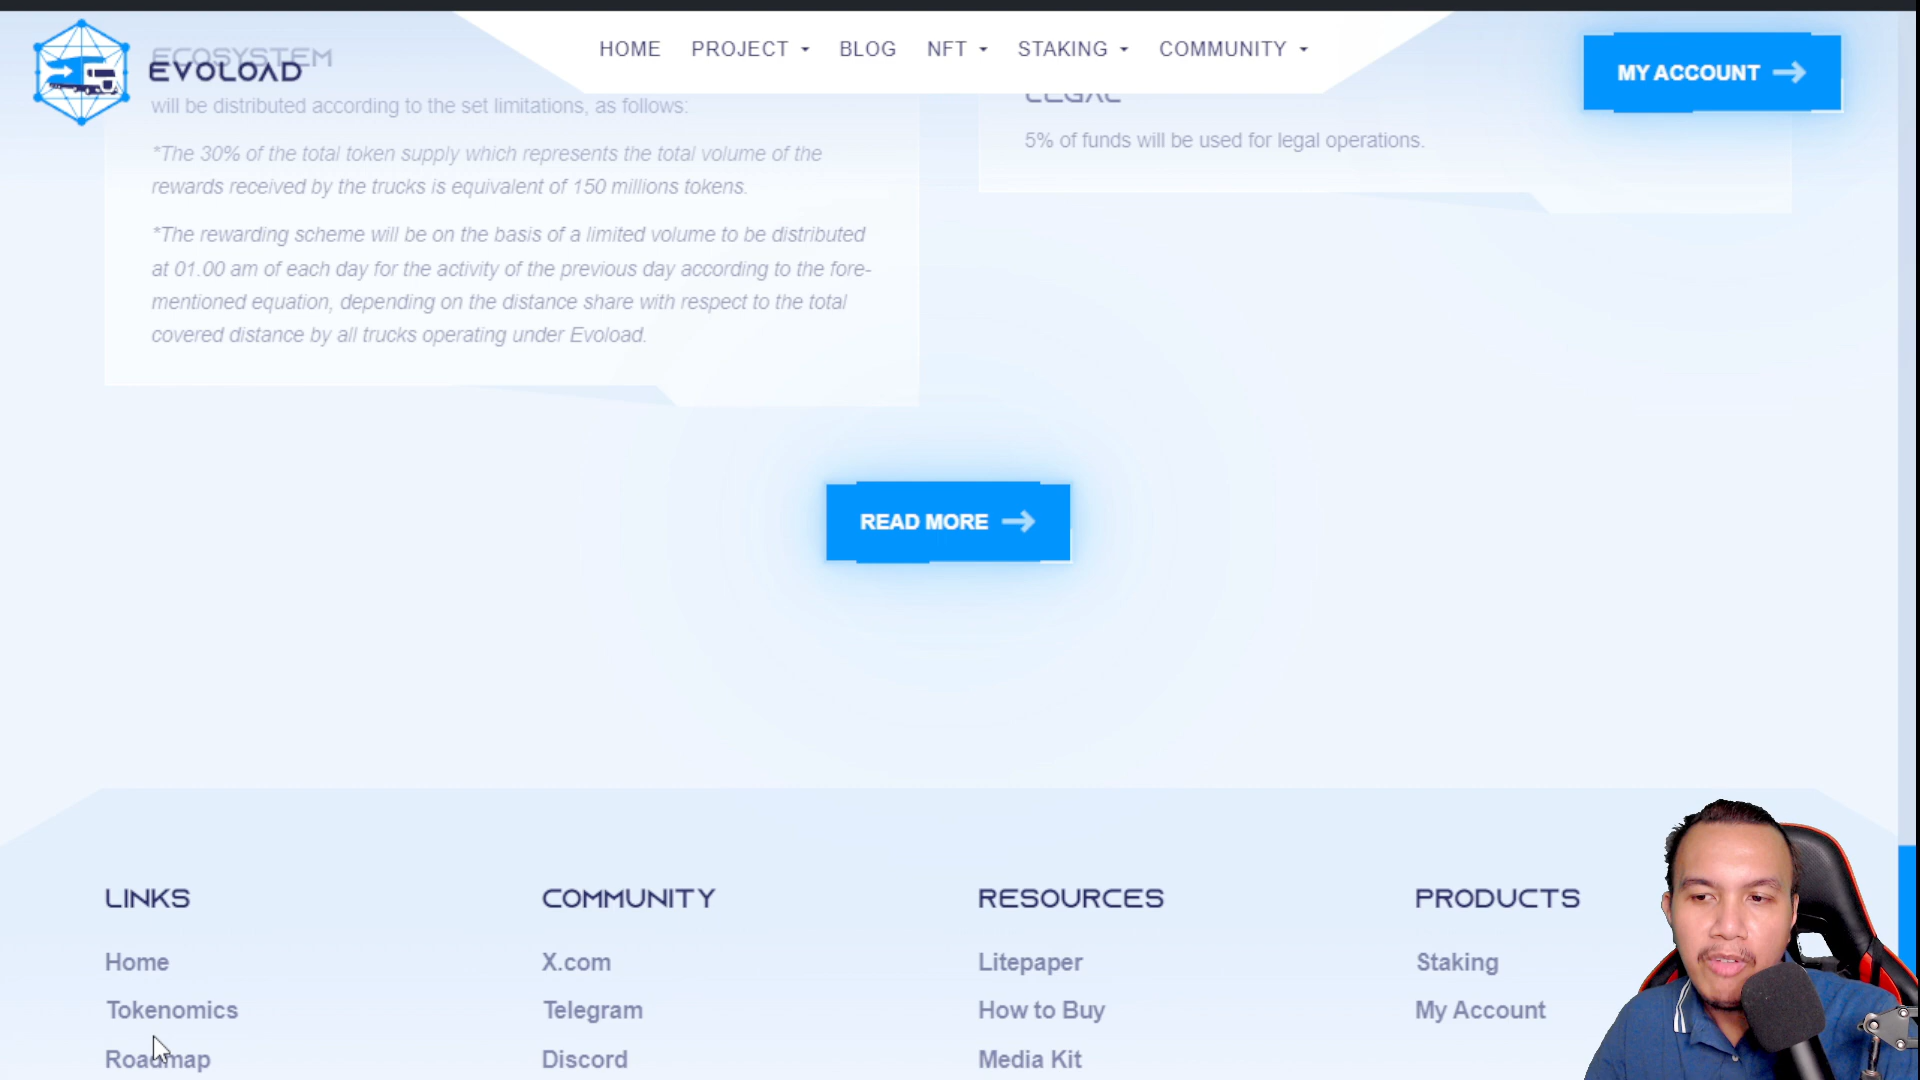 ECOSYSTEM
EVOLOAD
HOME PROJECT BLOG NFT STAKING COMMUNITY
MY ACCOUNT
will be distributed according to the set limitations, as follows:
*The 30% of the total token supply which represents the total volume of the
rewards received by the trucks is equivalent of 150 millions tokens.
*The rewarding scheme will be on the basis of a limited volume to be distributed
at 01.00 am of each day for the activity of the previous day according to the fore-
mentioned equation, depending on the distance share with respect to the total
covered distance by all trucks operating under Evoload.
LEGAL
5% of funds will be used for legal operations.
READ MORE
LINKS
Home
Tokenomics
Roadmap
COMMUNITY
X.com
Telegram
Discord
RESOURCES
Litepaper
How to Buy
Media Kit
PRODUCTS
Staking
My Account